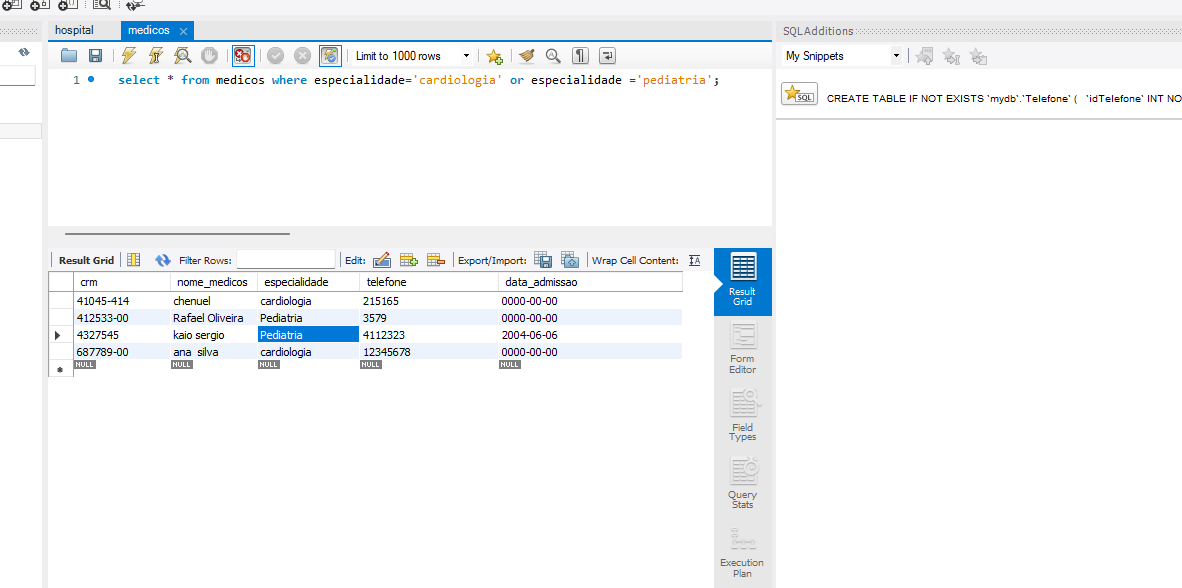 hospital
medicos
Limit to 1000 rows
1
select * from medicos where especialidade='cardiologia' or especialidade ='pediatria';
Result Grid
Filter Rows:
Edit:
Export/Import:
Wrap Cell Content:
crm nome_medicos especialidade telefone data_admissao
41045-414 chenuel cardiologia 215165 0000-00-00
412533-00 Rafael Oliveira Pediatria 3579 0000-00-00
4327545 kaio sergio Pediatria 4112323 2004-06-06
687789-00 ana silva cardiologia 12345678 0000-00-00
NULL NULL NULL NULL NULL
Result
Grid
Form
Editor
Field
Types
Query
Stats
Execution
Plan
SQLAdditions
My Snippets
SQL
CREATE TABLE IF NOT EXISTS `mydb`.`Telefone` ( `idTelefone` INT NO